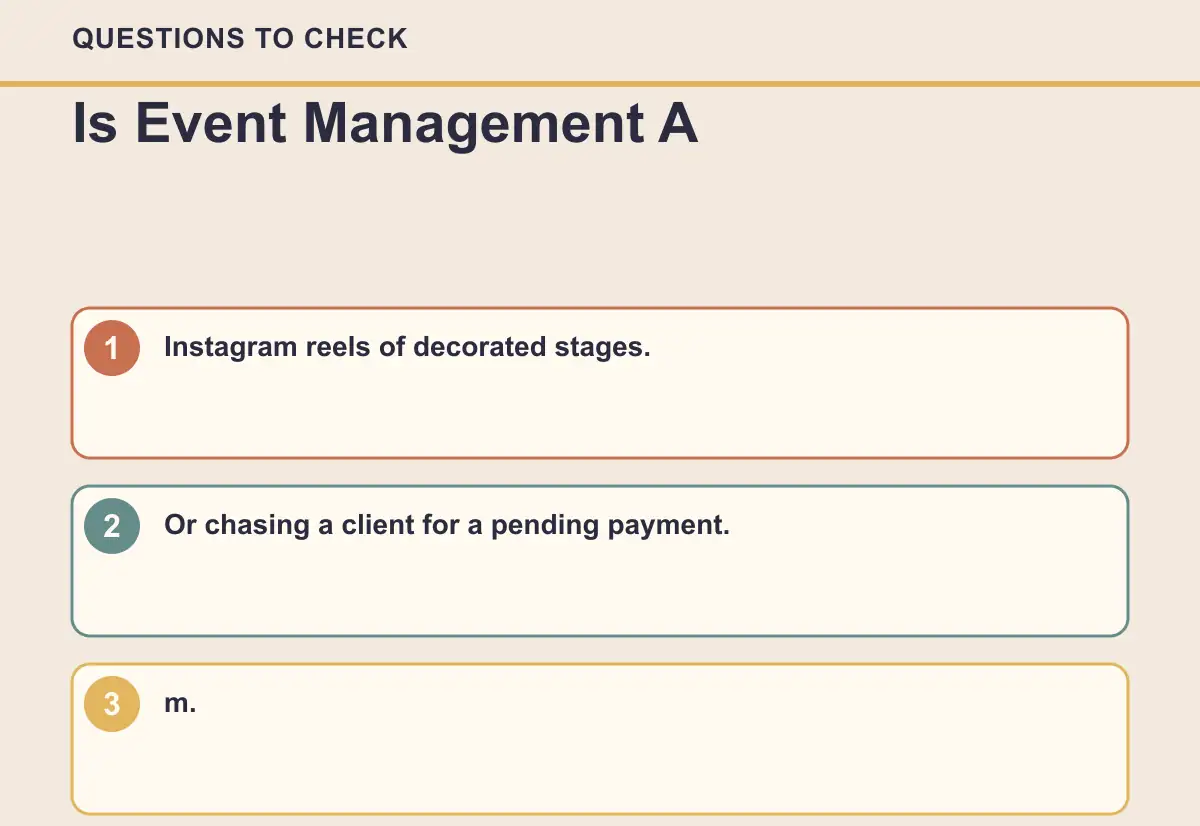 QUESTIONS TO CHECK
Is Event Management A
1
Instagram reels of decorated stages.
2
Or chasing a client for a pending payment.
3
m.